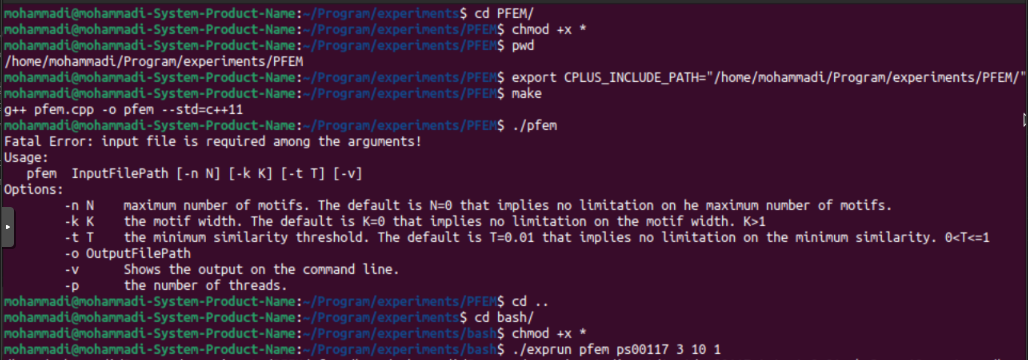 mohammadi@mohammadi-System-Product-Name:~/Program/experiments$ cd PFEM/
mohammadi@mohammadi-System-Product-Name:~/Program/experiments/PFEM$ chmod +x *
mohammadi@mohammadi-System-Product-Name:~/Program/experiments/PFEM$ pwd
/home/mohammadi/Program/experiments/PFEM
mohammadi@mohammadi-System-Product-Name:~/Program/experiments/PFEM$ export CPLUS_INCLUDE_PATH="/home/mohammadi/Program/experiments/PFEM/"
mohammadi@mohammadi-System-Product-Name:~/Program/experiments/PFEM$ make
g++ pfem.cpp -o pfem --std=c++11
mohammadi@mohammadi-System-Product-Name:~/Program/experiments/PFEM$ ./pfem
Fatal Error: input file is required among the arguments!
Usage:
pfem InputFilePath [-n N] [-k K] [-t T] [-v]
Options:
-n N maximum number of motifs. The default is N=0 that implies no limitation on he maximum number of motifs.
-k K the motif width. The default is K=0 that implies no limitation on the motif width. K>1
-t T the minimum similarity threshold. The default is T=0.01 that implies no limitation on the minimum similarity. 0<T<=1
-o OutputFilePath
-v Shows the output on the command line.
-p the number of threads.
mohammadi@mohammadi-System-Product-Name:~/Program/experiments/PFEM$ cd ..
mohammadi@mohammadi-System-Product-Name:~/Program/experiments$ cd bash/
mohammadi@mohammadi-System-Product-Name:~/Program/experiments/bash$ chmod +x *
mohammadi@mohammadi-System-Product-Name:~/Program/experiments/bash$ ./exprun pfem ps00117 3 10 1